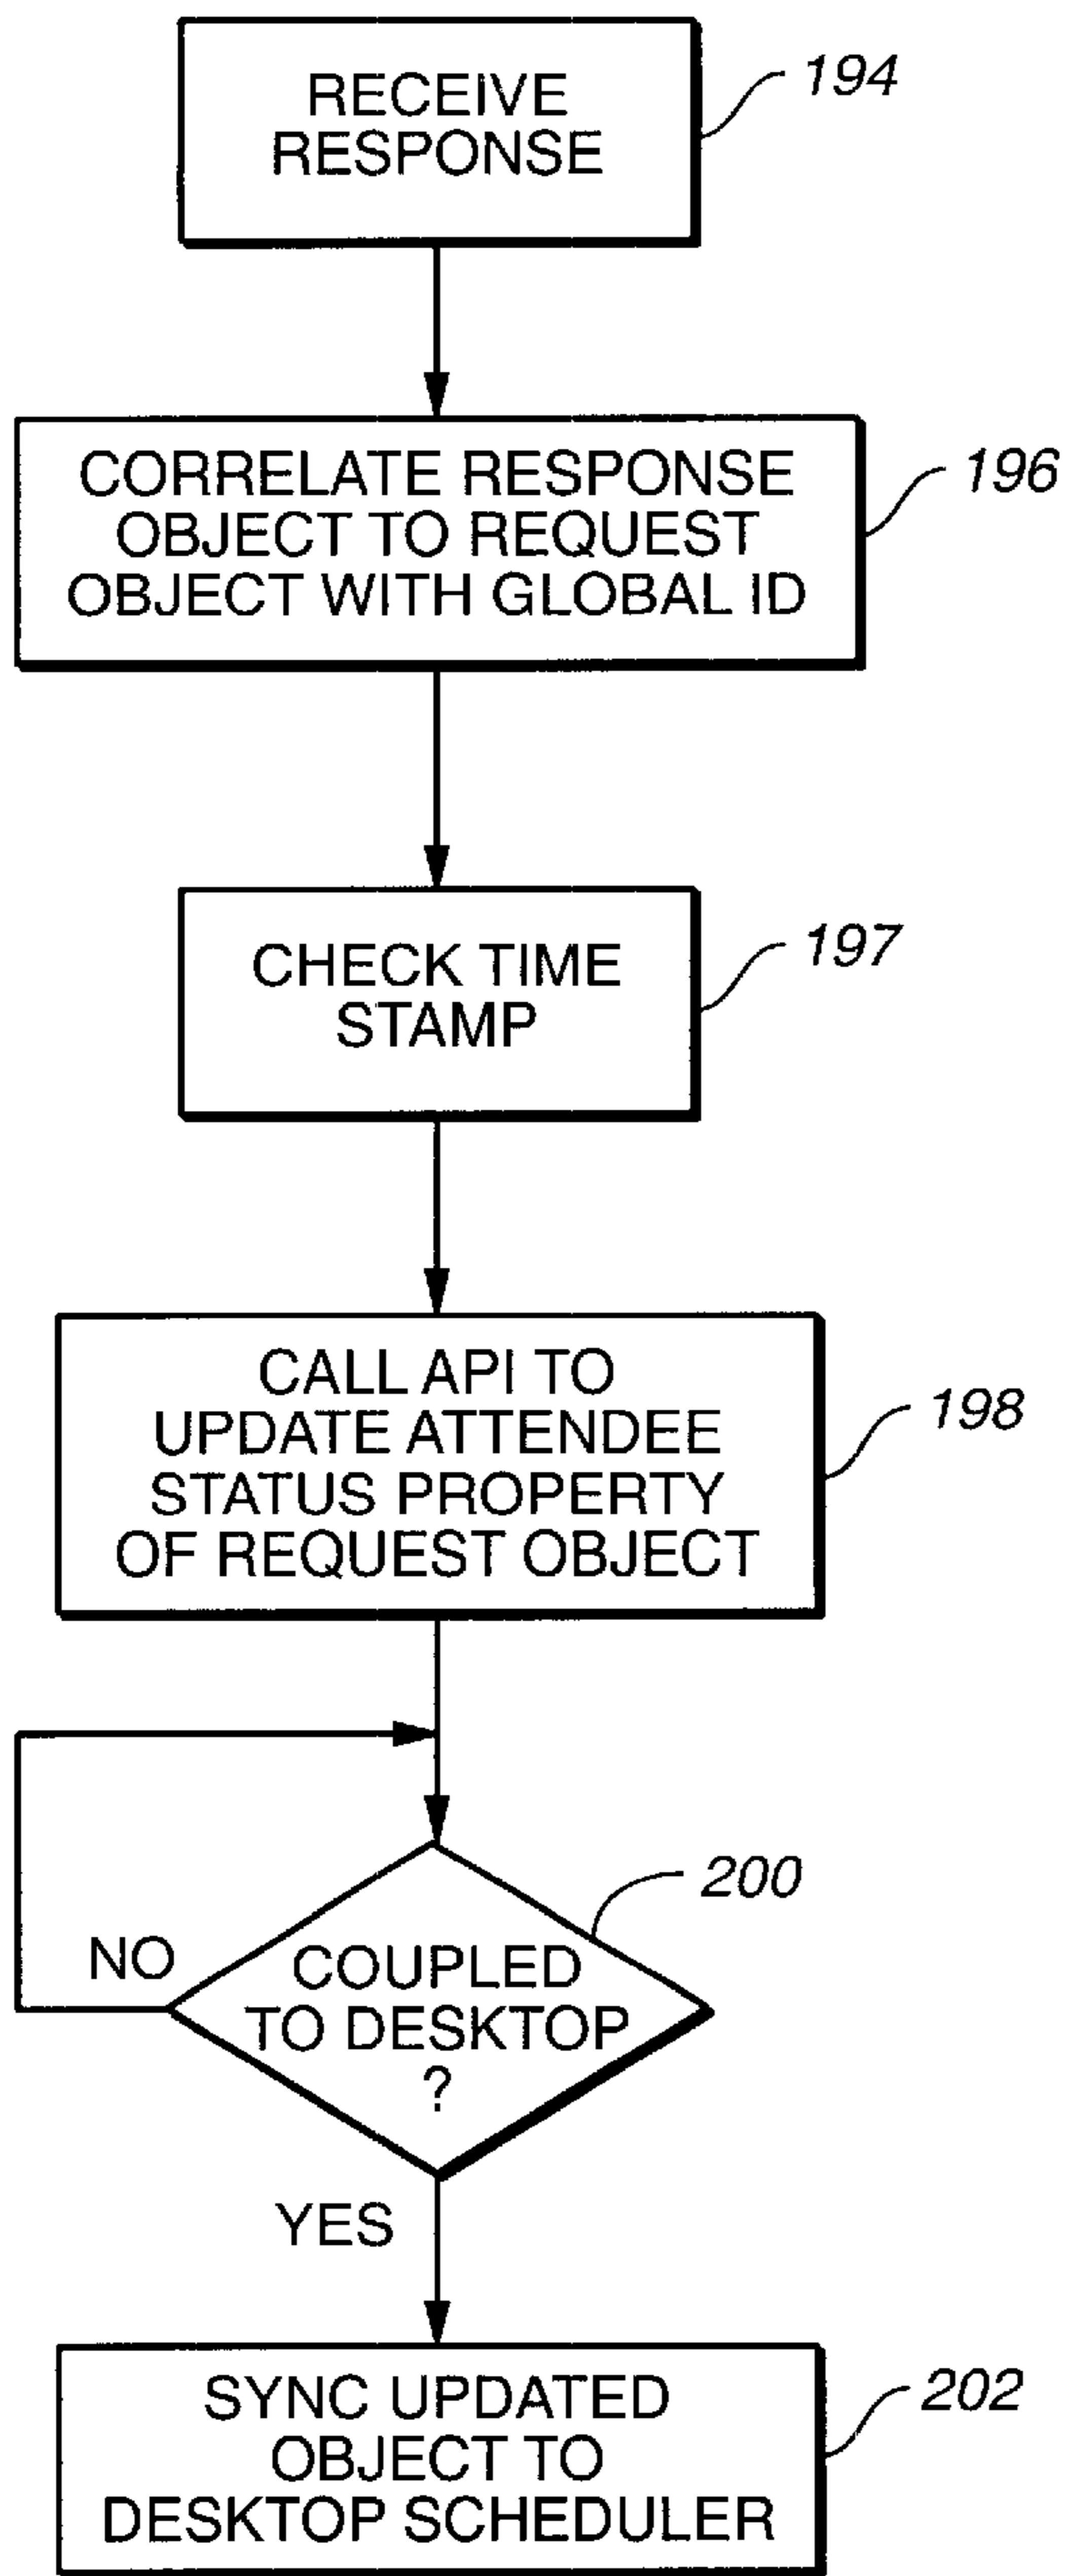 RECEIVE
RESPONSE
194
CORRELATE RESPONSE
OBJECT TO REQUEST
OBJECT WITH GLOBAL ID
196
CHECK TIME
STAMP
197
CALL API TO
UPDATE ATTENDEE
STATUS PROPERTY
OF REQUEST OBJECT
198
200
NO
COUPLED
TO DESKTOP
?
YES
SYNC UPDATED
OBJECT TO
DESKTOP SCHEDULER
202